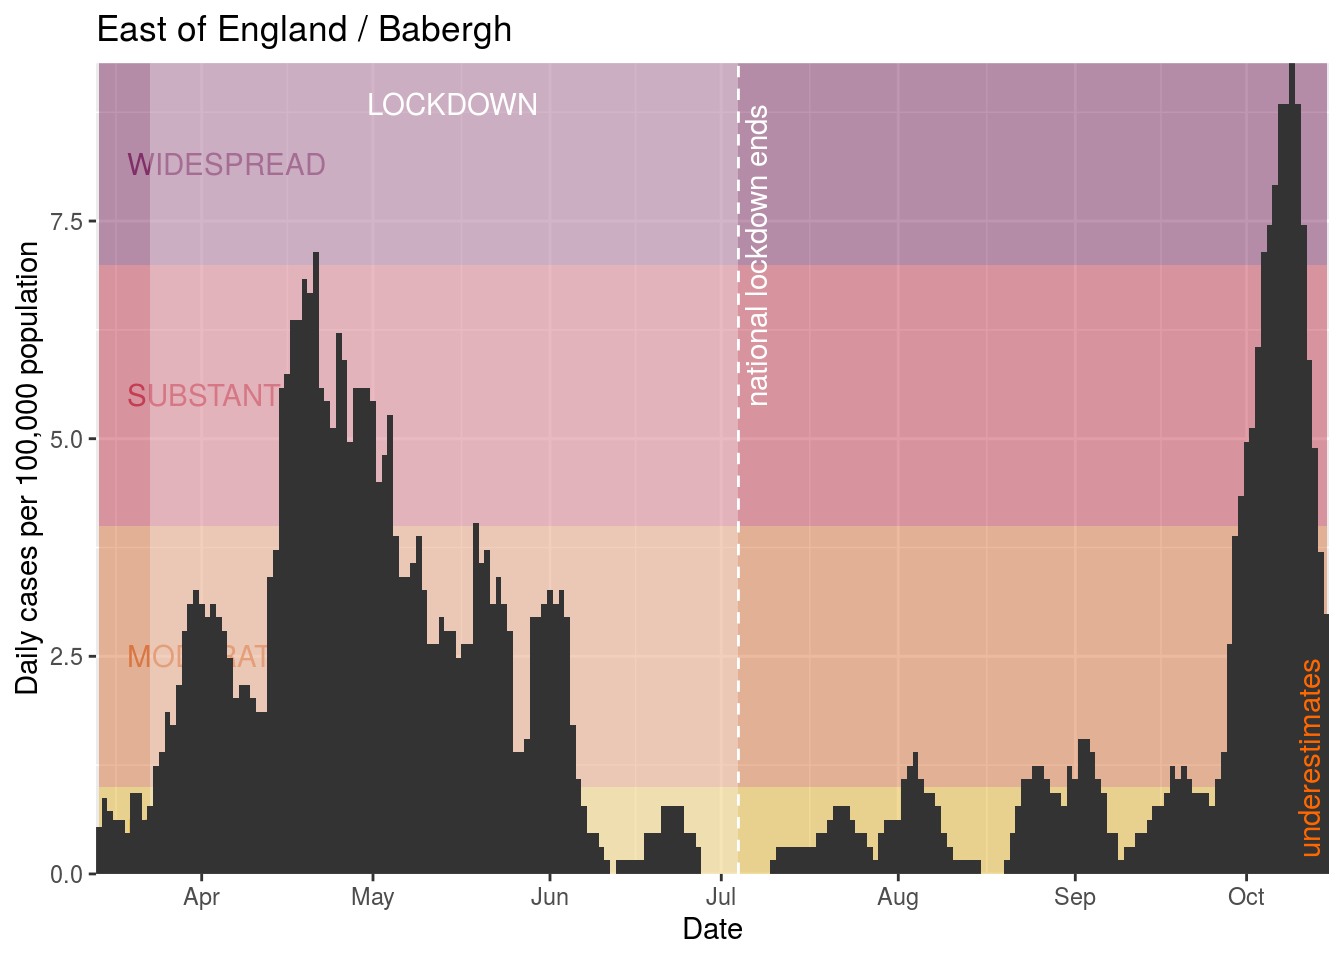 East of England / Babergh
LOCKDOWN
WIDESPREAD
national lockdown ends
7.5
SUBSTANT
5.0
Daily cases per 100,000 population
2.5
underestimates
0.0
Apr May Jun Jul Aug Sep Oct
Date